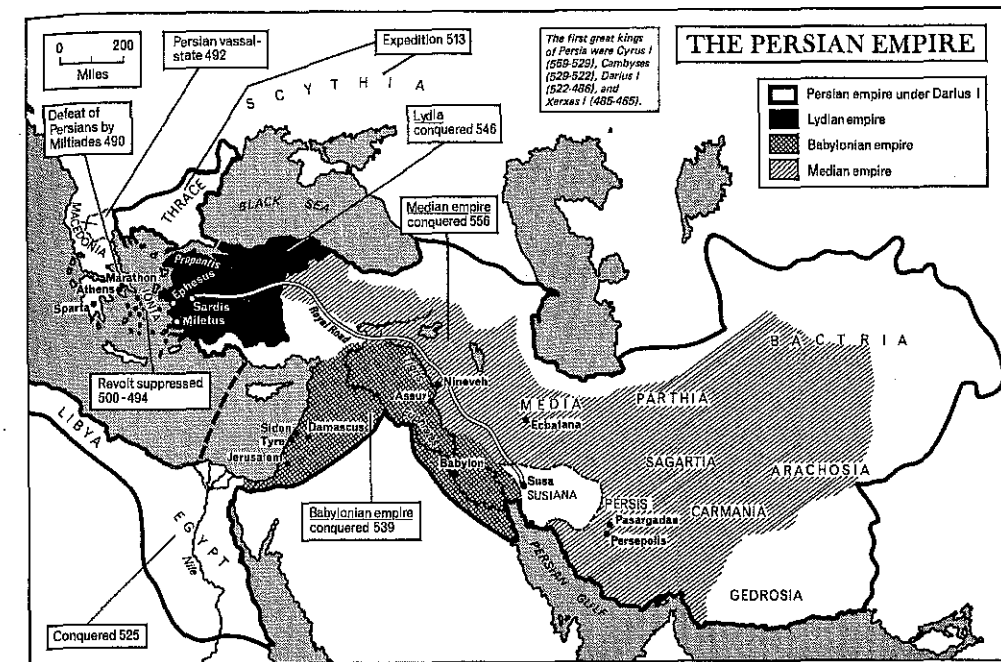 THE PERSIAN EMPIRE
0 200
Miles
Persian vassal-
state 492
Expedition 513
The first great kings
of Persia were Cyrus I
(559-529), Cambyses
(529-522), Darius I
(522-486), and
Xerxes I (485-465).
Persian empire under Darius I
Lydian empire
Babylonian empire
Median empire
Defeat of
Persians by
Miltiades 490
SCYTHIA
Lydia
conquered 546
Median empire
conquered 556
THRACE
BLACK SEA
MACEDONIA
Propontis
Marathon
Athens
Sparta
IONIA
Ephesus
Sardis
Miletus
Royal Road
BACTRIA
Revolt suppressed
500-494
Nineveh
Assur
MEDIA
Ecbatana
PARTHIA
LIBYA
Sidon
Tyre
Damascus
Jerusalem
Babylon
SAGARTIA
ARACHOSIA
Susa
SUSIANA
PERSIS
Pasargadae
Persepolis
CARMANIA
Babylonian empire
conquered 539
EGYPT
Nile
PERSIAN GULF
GEDROSIA
Conquered 525